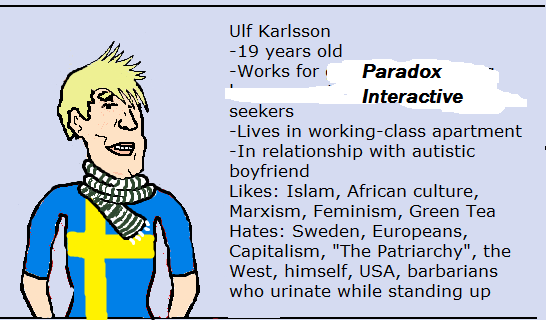 Ulf Karlsson
-19 years old
-Works for Paradox
Interactive
seekers
-Lives in working-class apartment
-In relationship with autistic
boyfriend
Likes: Islam, African culture,
Marxism, Feminism, Green Tea
Hates: Sweden, Europeans,
Capitalism, "The Patriarchy", the
West, himself, USA, barbarians
who urinate while standing up